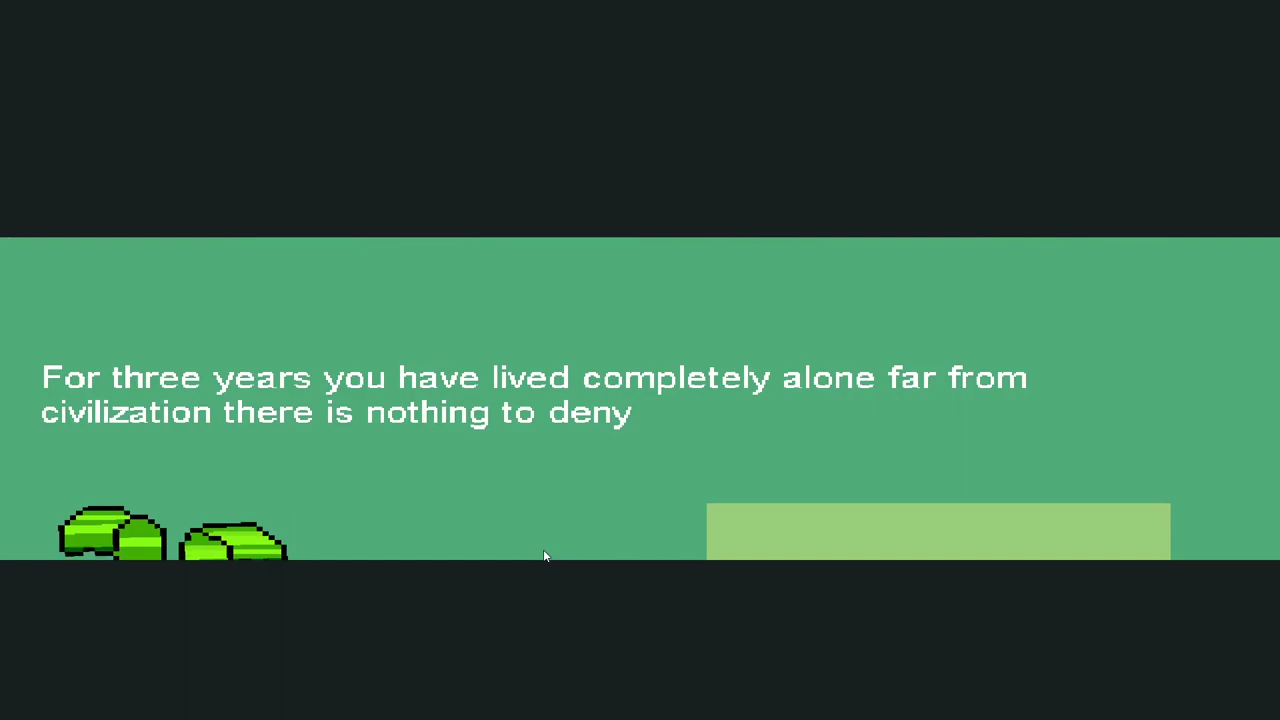 For three years you have lived completely alone far from
civilization there is nothing to deny